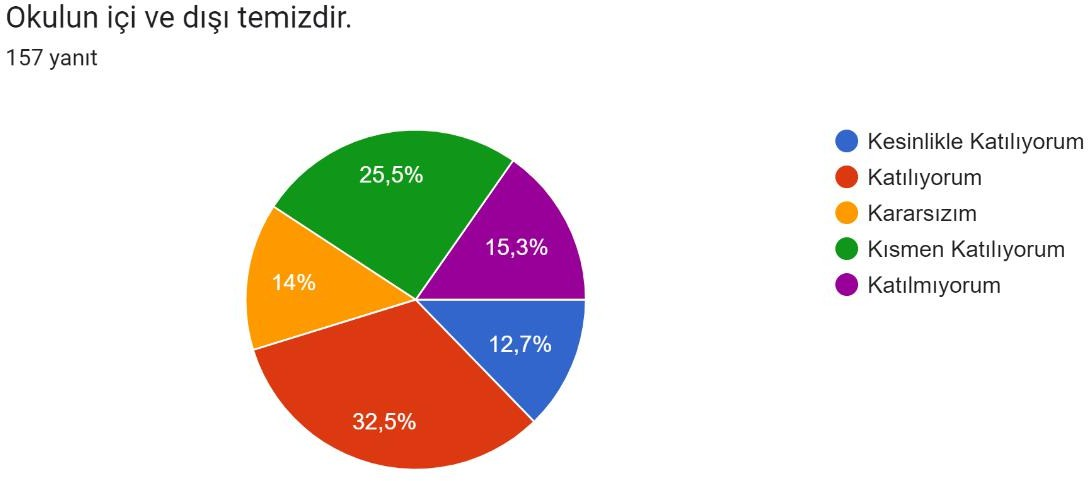 Okulun içi ve dışı temizdir.
157 yanıt
25,5%
15,3%
14%
12,7%
32,5%
Kesinlikle Katılıyorum
Katılıyorum
Kararsızım
Kısmen Katılıyorum
Katılmıyorum